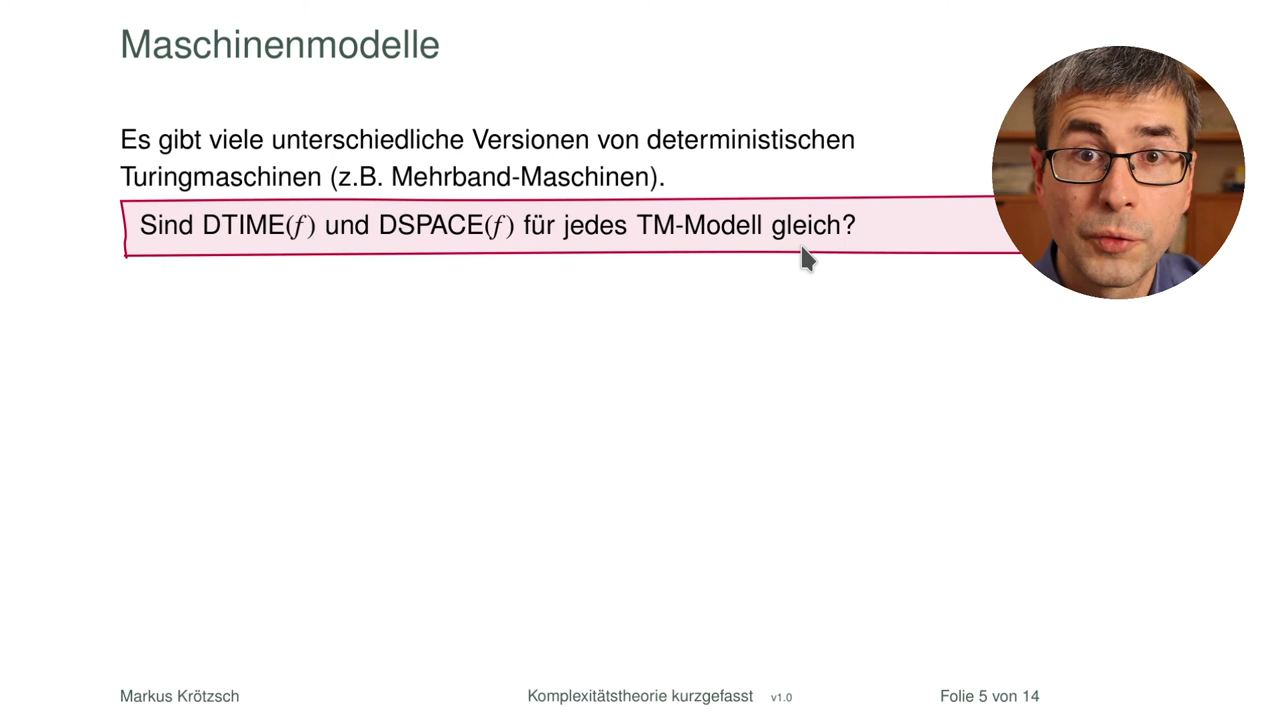 Maschinenmodelle
Es gibt viele unterschiedliche Versionen von deterministischen
Turingmaschinen (z.B. Mehrband-Maschinen).
Sind DTIME(f) und DSPACE(f) für jedes TM-Modell gleich?
Markus Krötzsch Komplexitätstheorie kurzgefasst v1.0 Folie 5 von 14